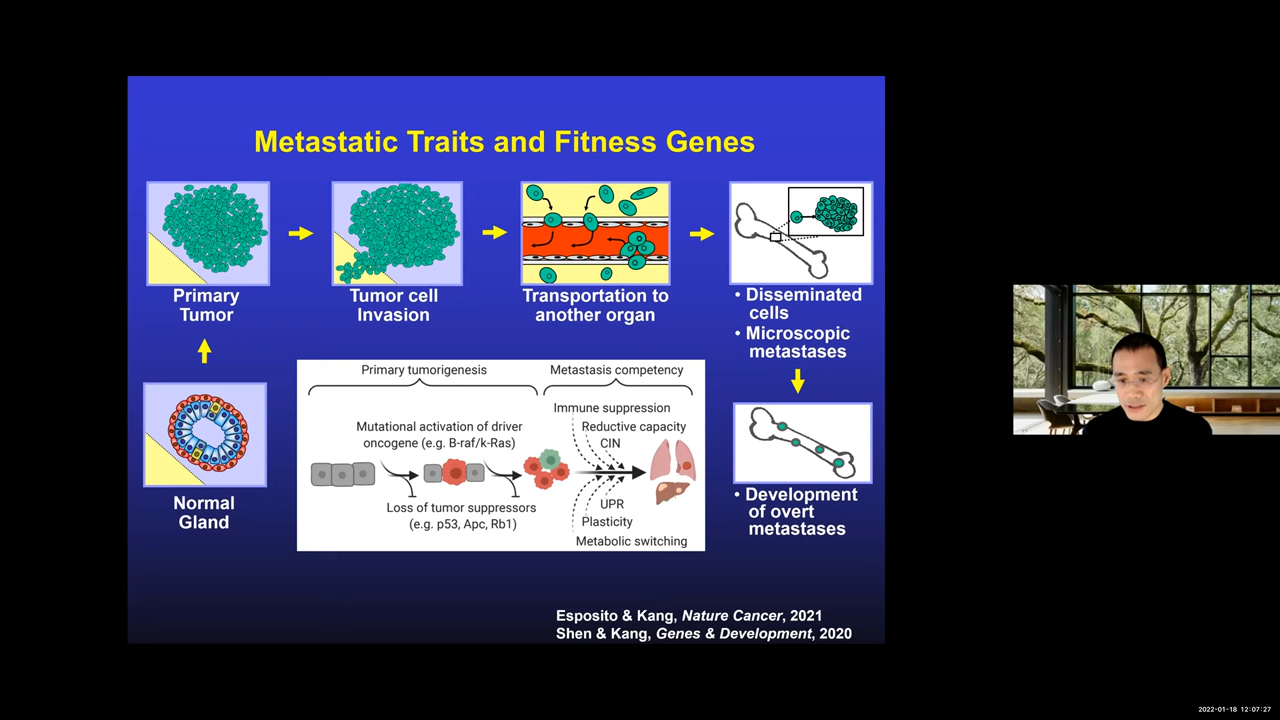 Metastatic Traits and Fitness Genes
Primary
Tumor
Tumor cell
Invasion
Transportation to
another organ
• Disseminated
cells
• Microscopic
metastases
Normal
Gland
Primary tumorigenesis
Metastasis competency
Mutational activation of driver
oncogene (e.g. B-raf/k-Ras)
Loss of tumor suppressors
(e.g. p53, Apc, Rb1)
Immune suppression
Reductive capacity
CIN
UPR
Plasticity
Metabolic switching
• Development
of overt
metastases
Esposito & Kang, Nature Cancer, 2021
Shen & Kang, Genes & Development, 2020
2022-01-18 12:07:27